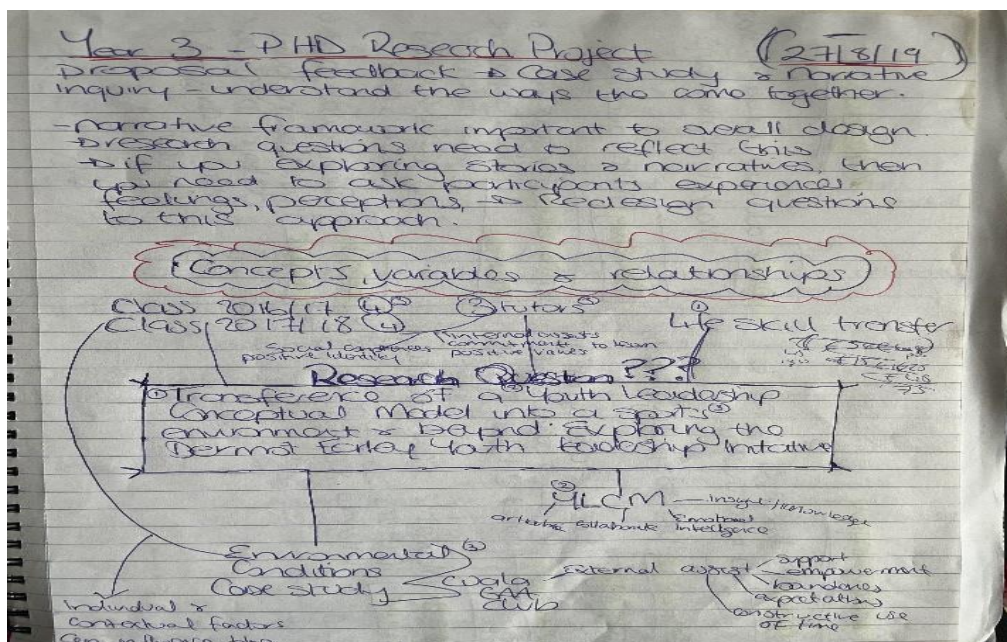 Year 3 - PHD Research Project (27/8/19)
Proposal feedback → Case study & narrative
inquiry - understand the ways the come together.
- narrative framework important to overall design.
→ research questions need to reflect this
→ if you exploring stories & narratives then
you need to ask participants experiences,
feelings, perceptions, → Redesign questions
to this approach.
Concepts, variables & relationships
Class 2016/17 (4) ③ tutors ① 
Class 2017/18 (4) Life skill transfer
Social competencies internal assets
positive identity commitment to learn
positive values
Research Question ???
① Transference of a ② Youth Leadership
Conceptual Model into a sports ③
environment & beyond: Exploring the
Dermot Earley Youth Leadership Initiative
② YLCM - insight/knowledge
articulate collaborate Emotional
intelligence
Environmental ③
Conditions
Case study
Cuala
GAA
Club
External assist
support
empowerment
boundaries
expectation
constructive use
of time
Individual &
contextual factors
can influence the